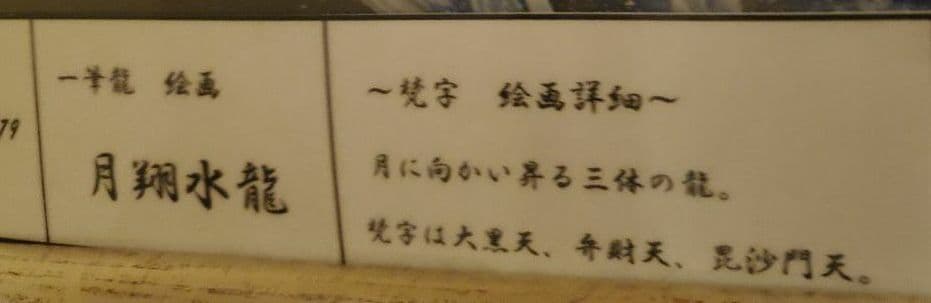 79
一筆龍 絵画
月翔水龍
～梵字 絵画詳細～
月に向かい昇る三体の龍。
梵字は大黒天、弁財天、毘沙門天。